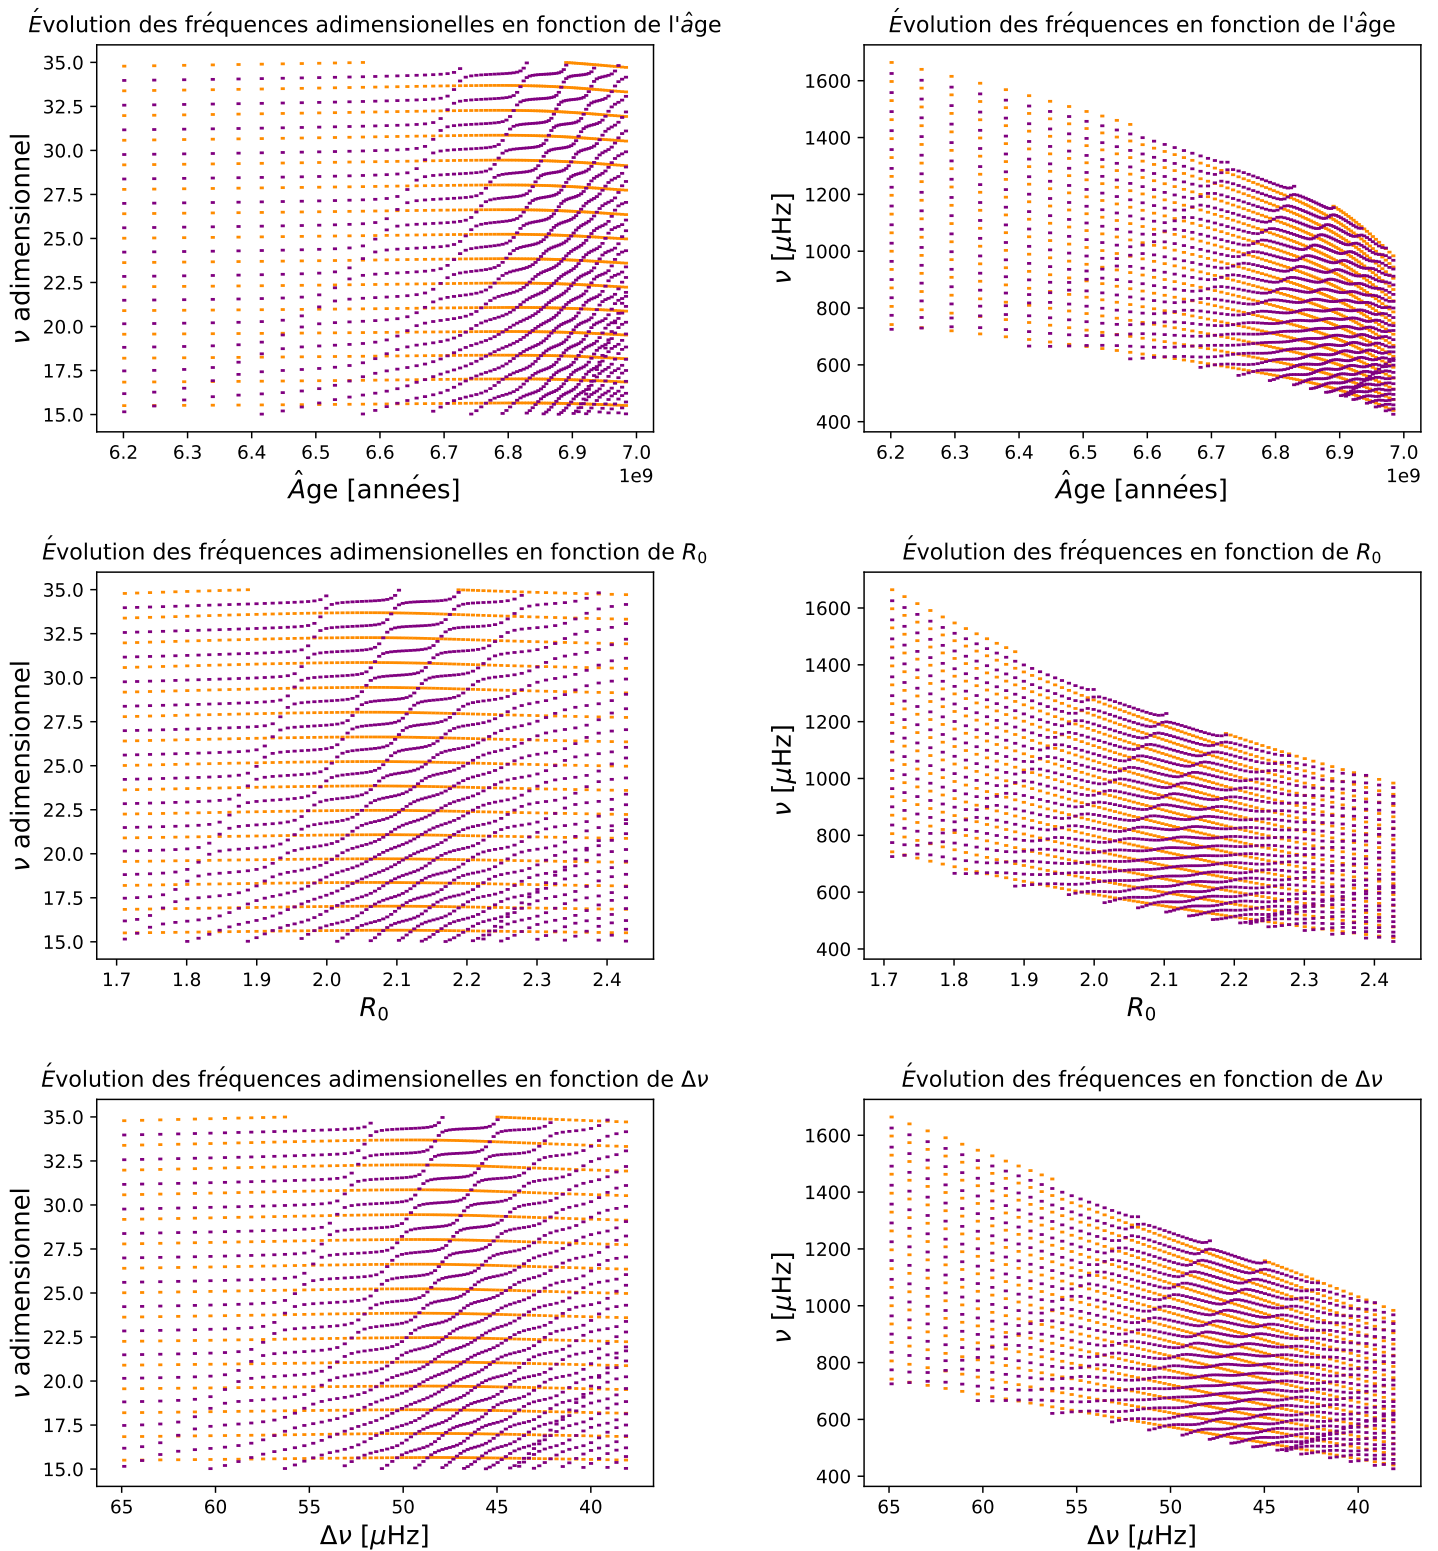 Évolution des fréquences adimensionelles en fonction de l'âge
ν adimensionnel
35.0
32.5
30.0
27.5
25.0
22.5
20.0
17.5
15.0
6.2 6.3 6.4 6.5 6.6 6.7 6.8 6.9 7.0
1e9
Âge [années]
Évolution des fréquences en fonction de l'âge
ν [μHz]
1600
1400
1200
1000
800
600
400
6.2 6.3 6.4 6.5 6.6 6.7 6.8 6.9 7.0
1e9
Âge [années]
Évolution des fréquences adimensionelles en fonction de R₀
ν adimensionnel
35.0
32.5
30.0
27.5
25.0
22.5
20.0
17.5
15.0
1.7 1.8 1.9 2.0 2.1 2.2 2.3 2.4
R₀
Évolution des fréquences en fonction de R₀
ν [μHz]
1600
1400
1200
1000
800
600
400
1.7 1.8 1.9 2.0 2.1 2.2 2.3 2.4
R₀
Évolution des fréquences adimensionelles en fonction de Δν
ν adimensionnel
35.0
32.5
30.0
27.5
25.0
22.5
20.0
17.5
15.0
65 60 55 50 45 40
Δν [μHz]
Évolution des fréquences en fonction de Δν
ν [μHz]
1600
1400
1200
1000
800
600
400
65 60 55 50 45 40
Δν [μHz]